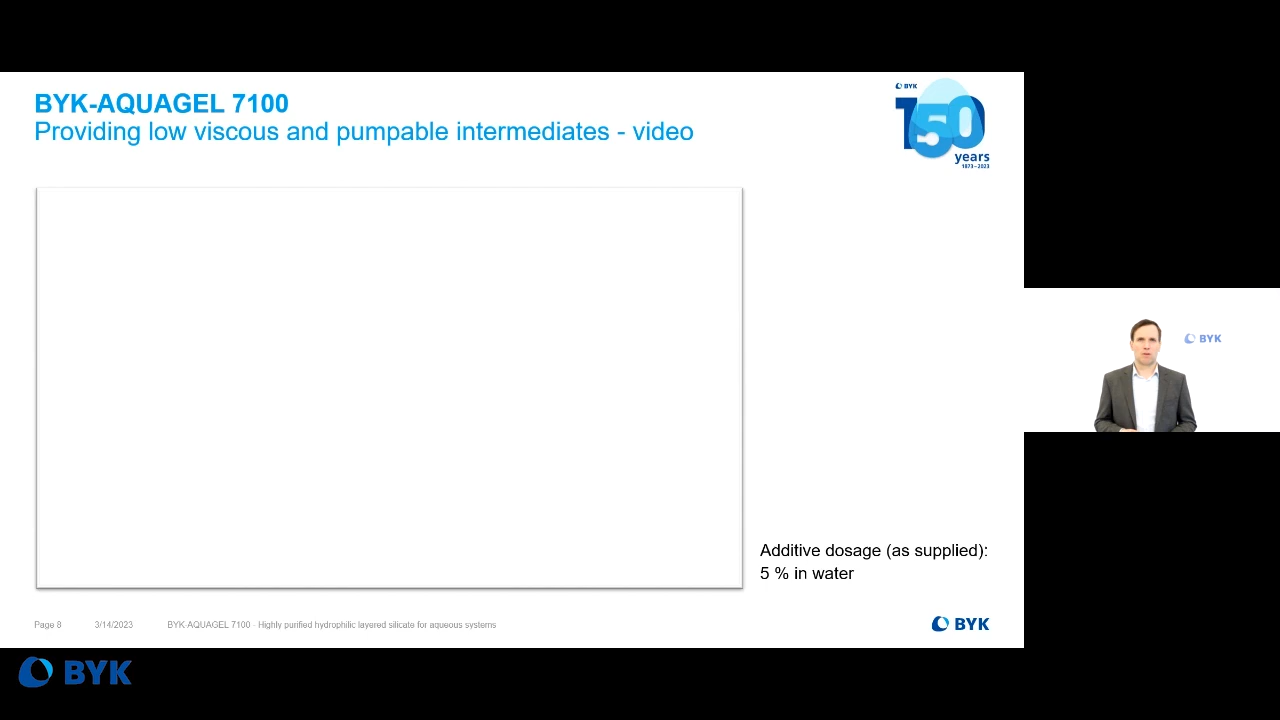 BYK-AQUAGEL 7100
Providing low viscous and pumpable intermediates - video
BYK
150
years
1873–2023
BYK
Additive dosage (as supplied):
5 % in water
Page 8 3/14/2023 BYK-AQUAGEL 7100 - Highly purified hydrophilic layered silicate for aqueous systems
BYK
BYK